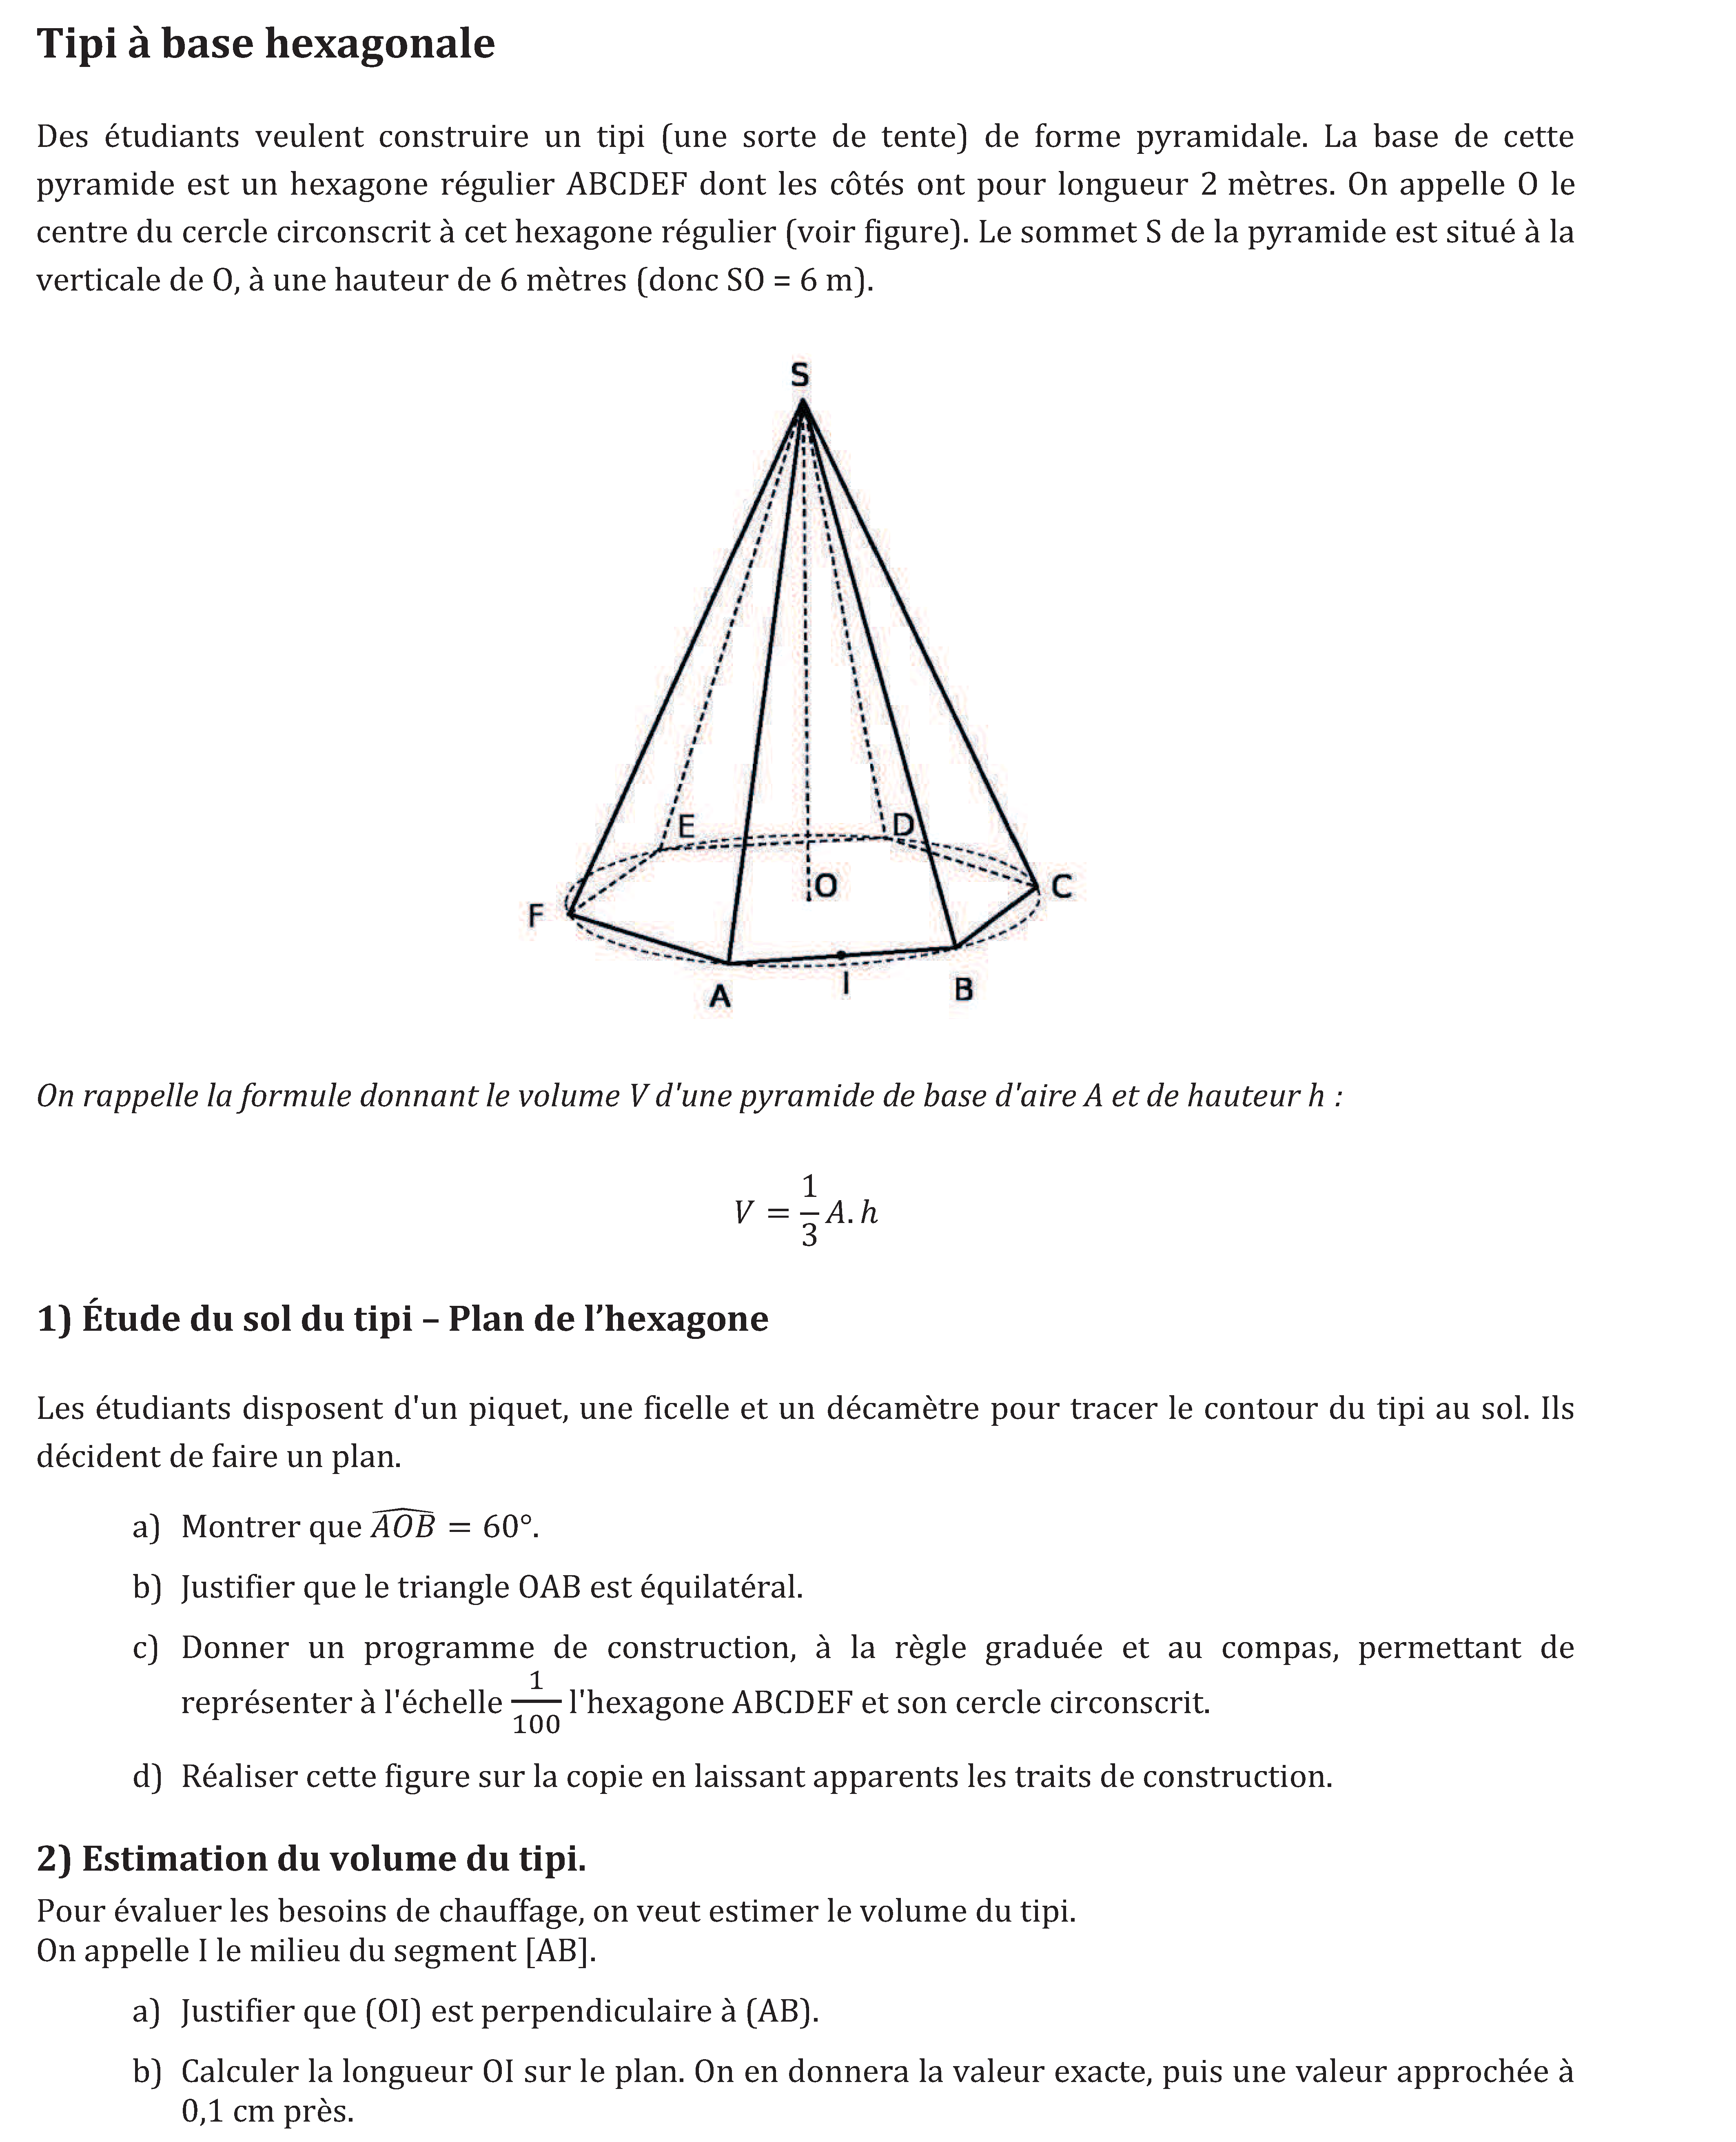 Tipi à base hexagonale
Des étudiants veulent construire un tipi (une sorte de tente) de forme pyramidale. La base de cette
pyramide est un hexagone régulier ABCDEF dont les côtés ont pour longueur 2 mètres. On appelle O le
centre du cercle circonscrit à cet hexagone régulier (voir figure). Le sommet S de la pyramide est situé à la
verticale de O, à une hauteur de 6 mètres (donc SO = 6 m).
S
E
D
O
C
F
I
B
A
On rappelle la formule donnant le volume V d'une pyramide de base d'aire A et de hauteur h :
V = 1/3 A. h
1) Étude du sol du tipi – Plan de l’hexagone
Les étudiants disposent d'un piquet, une ficelle et un décamètre pour tracer le contour du tipi au sol. Ils
décident de faire un plan.
a) Montrer que \widehat{AOB} = 60°.
b) Justifier que le triangle OAB est équilatéral.
c) Donner un programme de construction, à la règle graduée et au compas, permettant de
représenter à l'échelle 1/100 l'hexagone ABCDEF et son cercle circonscrit.
d) Réaliser cette figure sur la copie en laissant apparents les traits de construction.
2) Estimation du volume du tipi.
Pour évaluer les besoins de chauffage, on veut estimer le volume du tipi.
On appelle I le milieu du segment [AB].
a) Justifier que (OI) est perpendiculaire à (AB).
b) Calculer la longueur OI sur le plan. On en donnera la valeur exacte, puis une valeur approchée à
0,1 cm près.